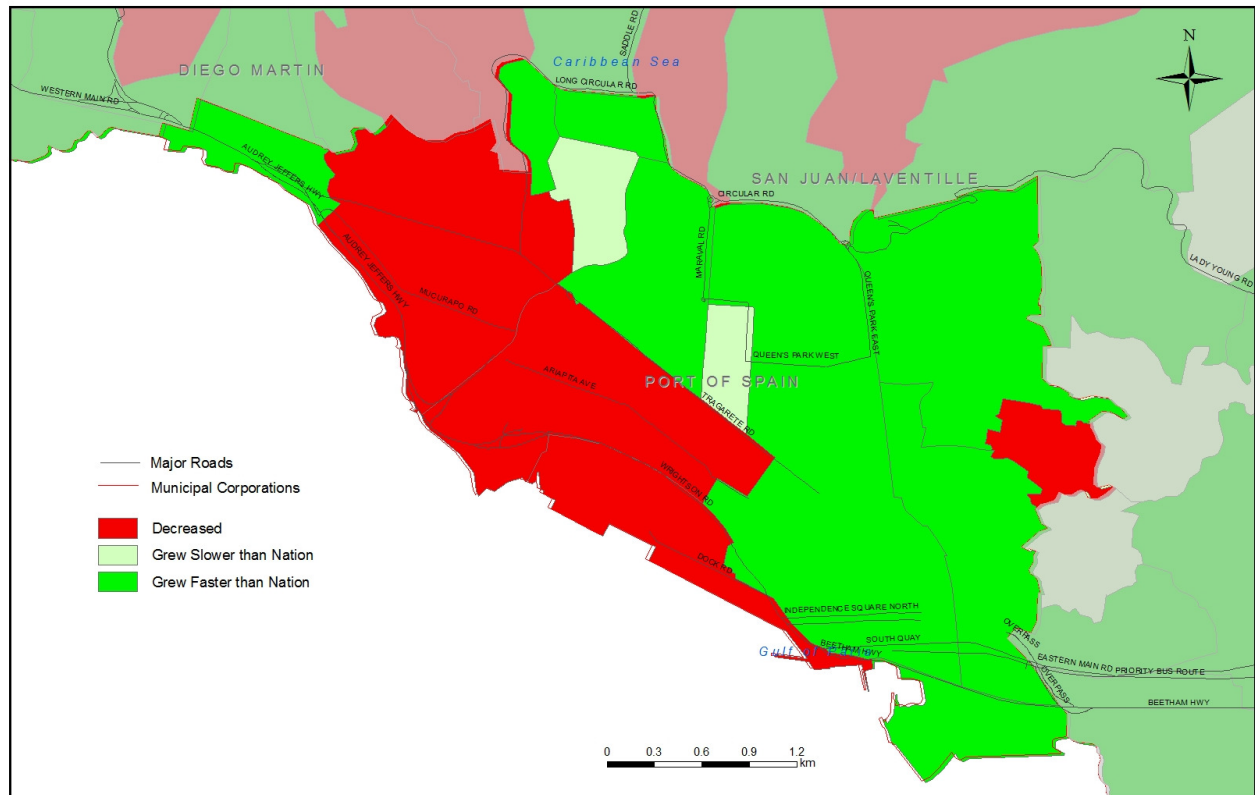 SADDLE RD
N
Caribbean Sea
DIEGO MARTIN
LONG CIRCULAR RD
WESTERN MAIN RD
AUDREY JEFFERS HWY
SAN JUAN/LAVENTILLE
CIRCULAR RD
MARAVAL RD
AUDREY JEFFERS HWY
LADY YOUNG RD
MUCURAPO RD
QUEEN'S PARK EAST
QUEEN'S PARK WEST
ARIAPITA AVE
PORT OF SPAIN
TRAGARETE RD
Major Roads
WRIGHTSON RD
Municipal Corporations
Decreased
Grew Slower than Nation
DOCK RD
Grew Faster than Nation
INDEPENDENCE SQUARE NORTH
OVERPASS
SOUTH QUAY
BEETHAM HWY
Gulf of Paria
EASTERN MAIN RD
PRIORITY BUS ROUTE
OVERPASS
BEETHAM HWY
0 0.3 0.6 0.9 1.2
km